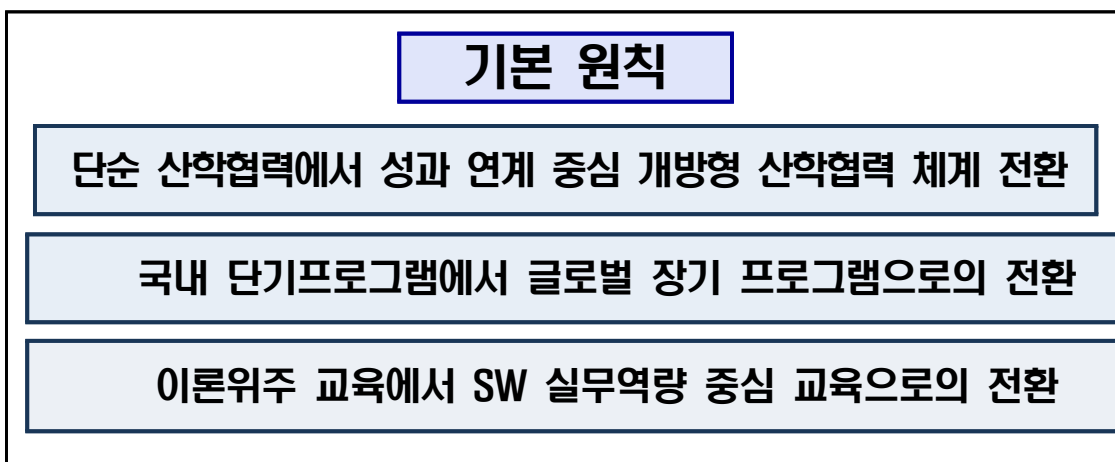 기본 원칙
단순 산학협력에서 성과 연계 중심 개방형 산학협력 체계 전환
국내 단기프로그램에서 글로벌 장기 프로그램으로의 전환
이론위주 교육에서 SW 실무역량 중심 교육으로의 전환